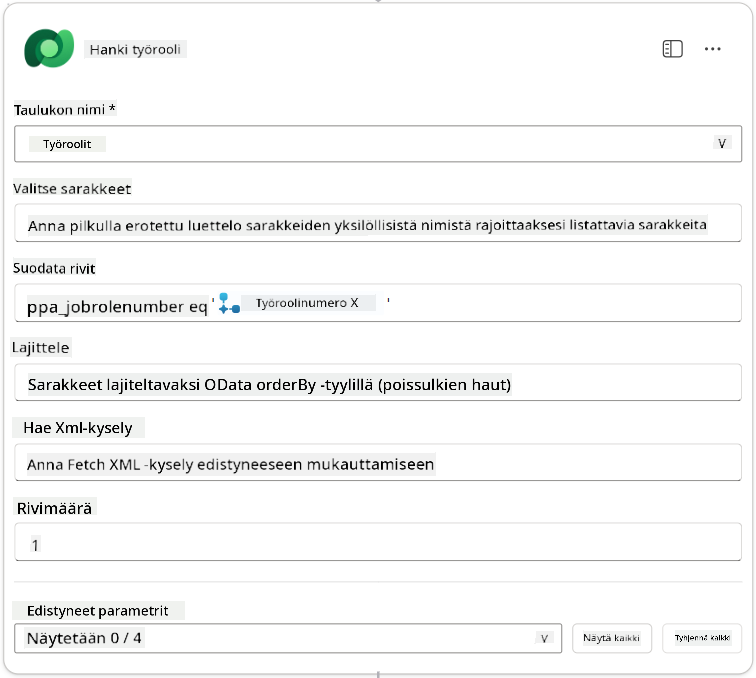 Hanki työrooli
Taulukon nimi *
Työroolit
V
Valitse sarakkeet
Anna pilkulla erotettu luettelo sarakkeiden yksilöllisistä nimistä rajoittaaksesi listattavia sarakkeita
Suodata rivit
ppa_jobrolenumber eq ' Työroolinumero X '
Lajittele
Sarakkeet lajiteltavaksi OData orderBy -tyylillä (poissulkien haut)
Hae Xml-kysely
Anna Fetch XML -kysely edistyneeseen mukauttamiseen
Rivimäärä
1
Edistyneet parametrit
Näytetään 0 / 4 V Näytä kaikki Tyhjennä kaikki